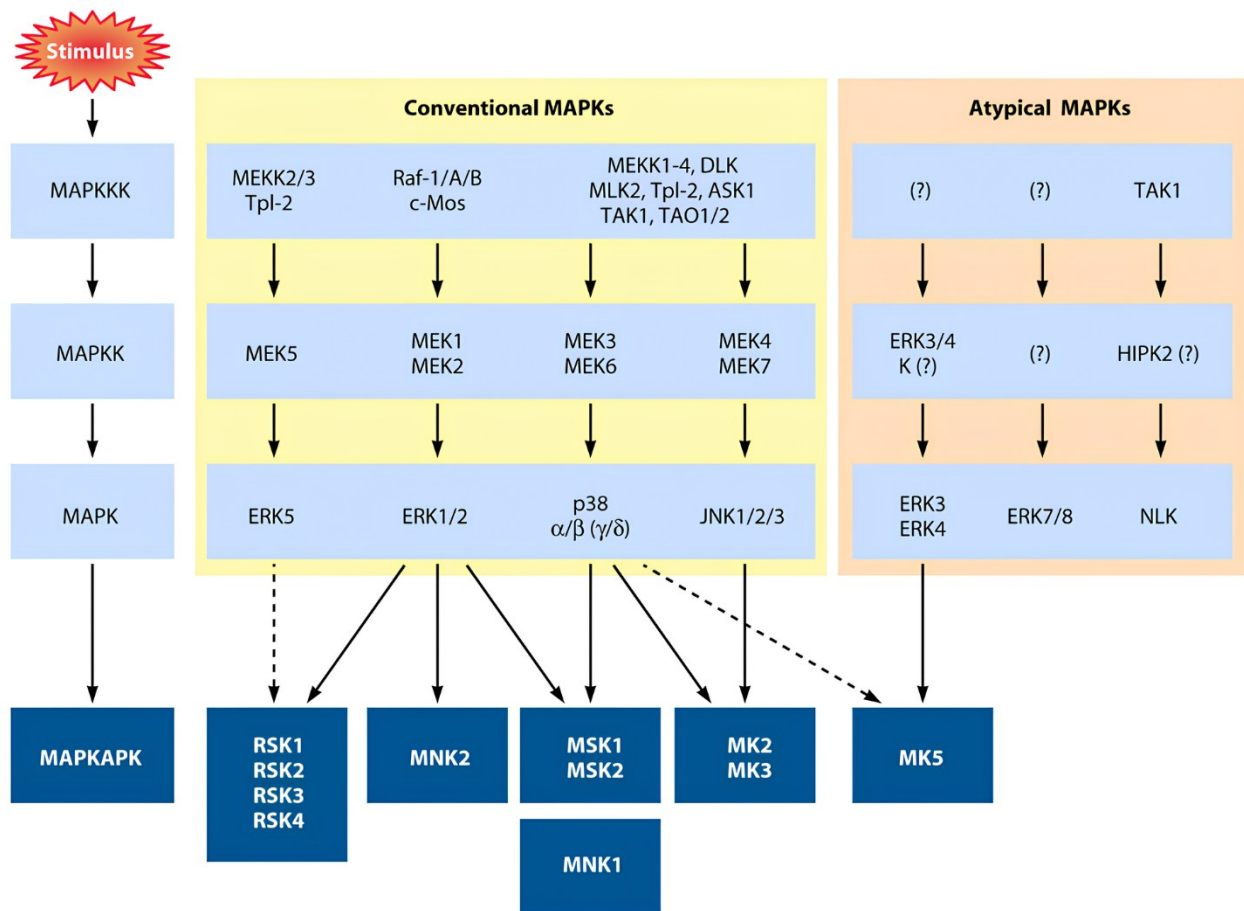 Stimulus
Conventional MAPKs
Atypical MAPKs
MAPKKK
MEKK2/3
Tpl-2
Raf-1/A/B
c-Mos
MEKK1-4, DLK
MLK2, Tpl-2, ASK1
TAK1, TAO1/2
(?)
(?)
TAK1
MAPKK
MEK5
MEK1
MEK2
MEK3
MEK6
MEK4
MEK7
ERK3/4
K (?)
(?)
HIPK2 (?)
MAPK
ERK5
ERK1/2
p38
α/β (γ/δ)
JNK1/2/3
ERK3
ERK4
ERK7/8
NLK
MAPKAPK
RSK1
RSK2
RSK3
RSK4
MNK2
MSK1
MSK2
MNK1
MK2
MK3
MK5